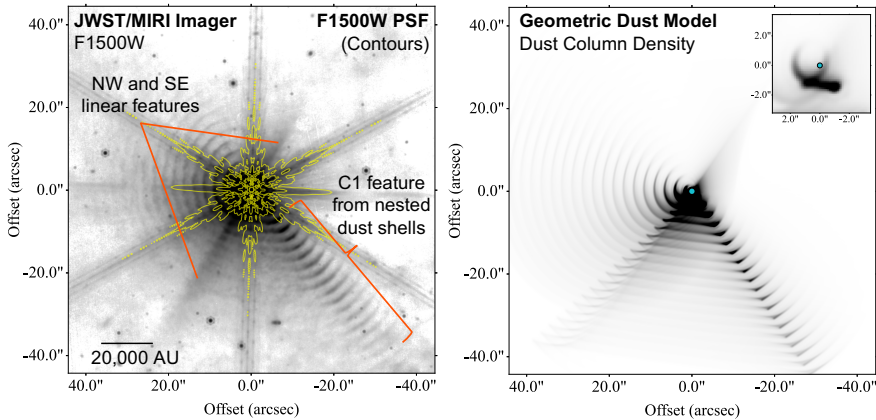 JWST/MIRI Imager
F1500W
F1500W PSF
(Contours)
NW and SE
linear features
C1 feature
from nested
dust shells
20,000 AU
40.0"
20.0"
0.0"
-20.0"
-40.0"
Offset (arcsec)
40.0" 20.0" 0.0" -20.0" -40.0"
Offset (arcsec)
Geometric Dust Model
Dust Column Density
2.0"
0.0"
-2.0"
2.0" 0.0" -2.0"
40.0"
20.0"
0.0"
-20.0"
-40.0"
Offset (arcsec)
40.0" 20.0" 0.0" -20.0" -40.0"
Offset (arcsec)